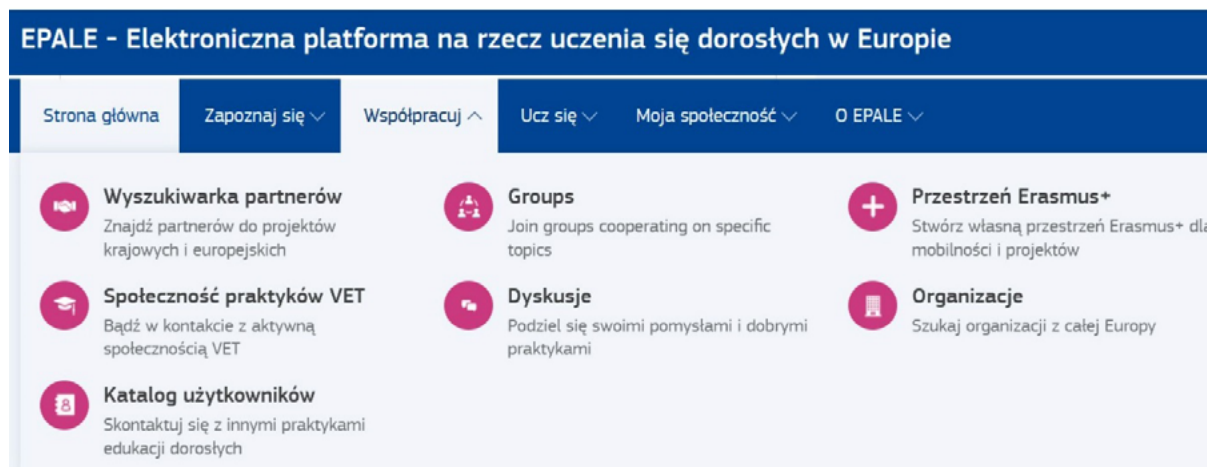 EPALE - Elektroniczna platforma na rzecz uczenia się dorosłych w Europie
Strona główna
Zapoznaj się
Współpracuj
Ucz się
Moja społeczność
O EPALE
Wyszukiwarka partnerów
Znajdź partnerów do projektów
krajowych i europejskich
Groups
Join groups cooperating on specific
topics
Przestrzeń Erasmus+
Stwórz własną przestrzeń Erasmus+ dla
mobilności i projektów
Społeczność praktyków VET
Bądź w kontakcie z aktywną
społecznością VET
Dyskusje
Podziel się swoimi pomysłami i dobrymi
praktykami
Organizacje
Szukaj organizacji z całej Europy
Katalog użytkowników
Skontaktuj się z innymi praktykami
edukacji dorosłych